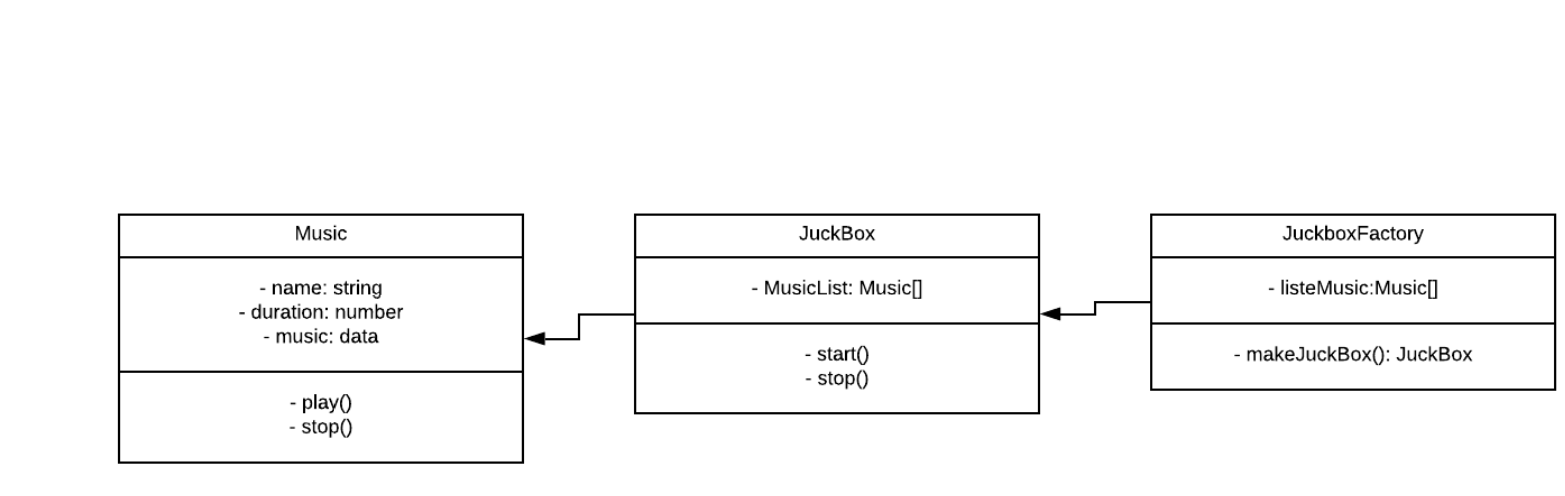 Music
- name: string
- duration: number
- music: data
- play()
- stop()
JuckBox
- MusicList: Music[]
- start()
- stop()
JuckboxFactory
- listeMusic:Music[]
- makeJuckBox(): JuckBox